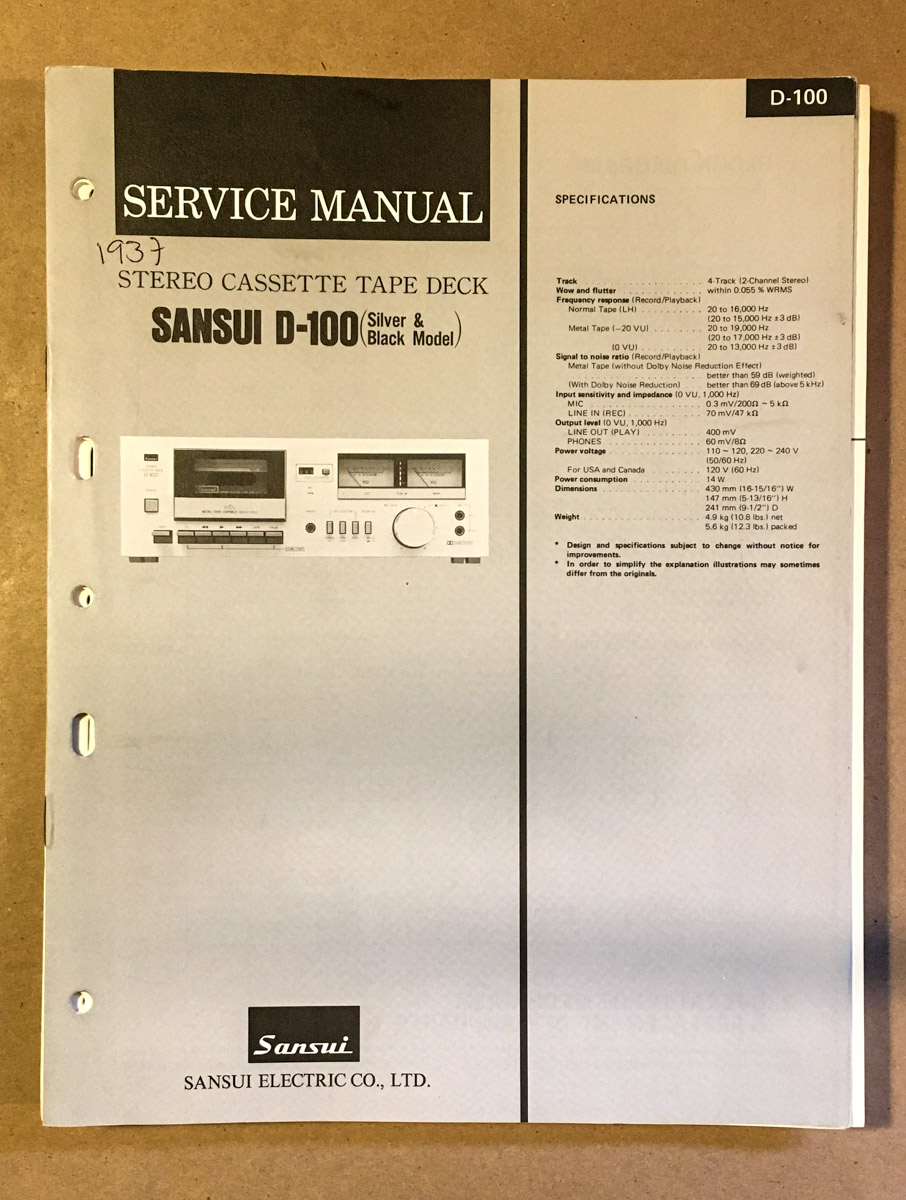 D-100
SERVICE MANUAL
1937
STEREO CASSETTE TAPE DECK
SANSUI D-100 (Silver & Black Model)
SPECIFICATIONS
Track . . . . . . . . . . . . . . . . . . 4-Track (2-Channel Stereo)
Wow and flutter . . . . . . . . . . . within 0.055 % WRMS
Frequency response (Record/Playback)
Normal Tape (LH) . . . . . . . . . 20 to 16,000 Hz
(20 to 15,000 Hz ±3 dB)
Metal Tape (−20 VU) . . . . . . . . 20 to 19,000 Hz
(20 to 17,000 Hz ±3 dB)
(0 VU) . . . . . . . . . 20 to 13,000 Hz ±3 dB)
Signal to noise ratio (Record/Playback)
Metal Tape (without Dolby Noise Reduction Effect)
. . . . . . . . . . . . . . . . better than 59 dB (weighted)
(With Dolby Noise Reduction) . . better than 69 dB (above 5 kHz)
Input sensitivity and impedance (0 VU, 1,000 Hz)
MIC . . . . . . . . . . . . . . . . . . 0.3 mV/200Ω ~ 5 kΩ
LINE IN (REC) . . . . . . . . . . . . 70 mV/47 kΩ
Output level (0 VU, 1,000 Hz)
LINE OUT (PLAY) . . . . . . . . . . 400 mV
PHONES . . . . . . . . . . . . . . . . 60 mV/8Ω
Power voltage . . . . . . . . . . . . . 110 ~ 120, 220 ~ 240 V
(50/60 Hz)
For USA and Canada . . . . . . . . 120 V (60 Hz)
Power consumption . . . . . . . . . . 14 W
Dimensions . . . . . . . . . . . . . . . 430 mm (16-15/16") W
147 mm (5-13/16") H
241 mm (9-1/2") D
Weight . . . . . . . . . . . . . . . . . . 4.9 kg (10.8 lbs.) net
5.6 kg (12.3 lbs.) packed
* Design and specifications subject to change without notice for
improvements.
* In order to simplify the explanation illustrations may sometimes
differ from the originals.
Sansui
SANSUI ELECTRIC CO., LTD.